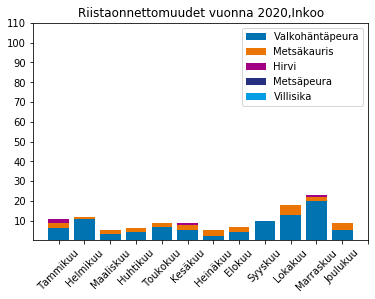 Riistaonnettomuudet vuonna 2020,Inkoo
110
100
90
80
70
60
50
40
30
20
10
Valkohäntäpeura
Metsäkauris
Hirvi
Metsäpeura
Villisika
Tammikuu
Helmikuu
Maaliskuu
Huhtikuu
Toukokuu
Kesäkuu
Heinäkuu
Elokuu
Syyskuu
Lokakuu
Marraskuu
Joulukuu